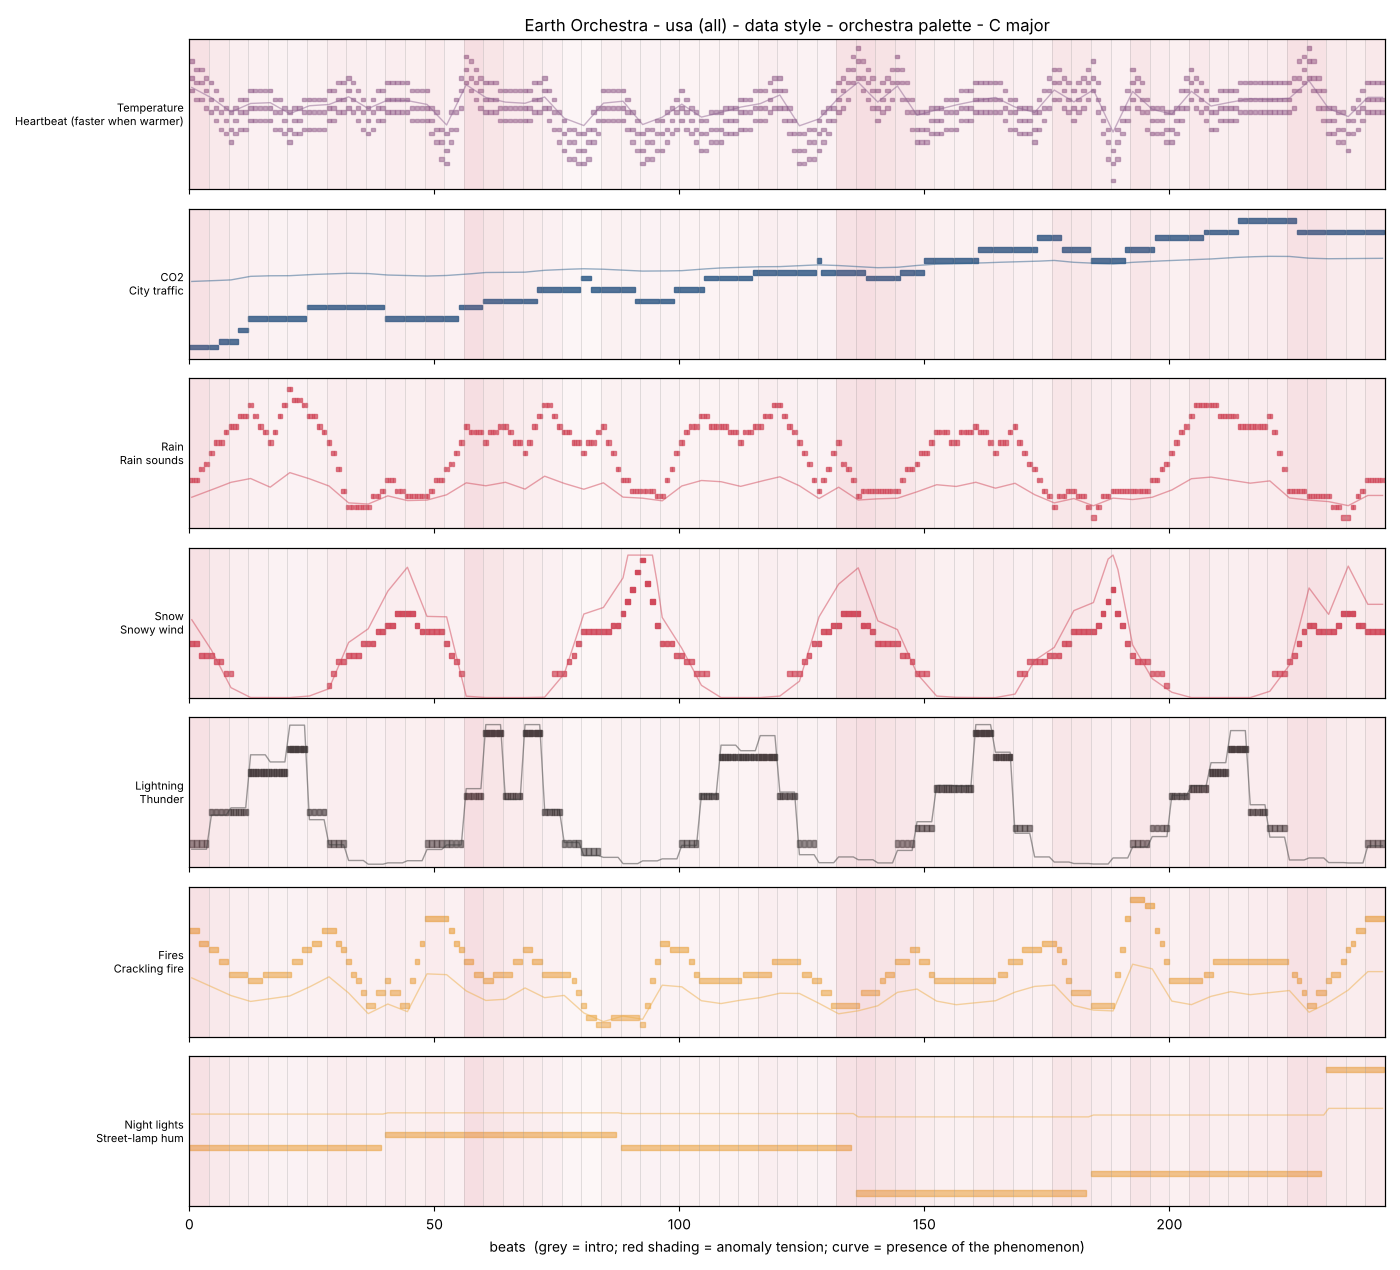 Earth Orchestra - usa (all) - data style - orchestra palette - C major
Temperature
Heartbeat (faster when warmer)
CO2
City traffic
Rain
Rain sounds
Snow
Snowy wind
Lightning
Thunder
Fires
Crackling fire
Night lights
Street-lamp hum
0 50 100 150 200
beats  (grey = intro; red shading = anomaly tension; curve = presence of the phenomenon)